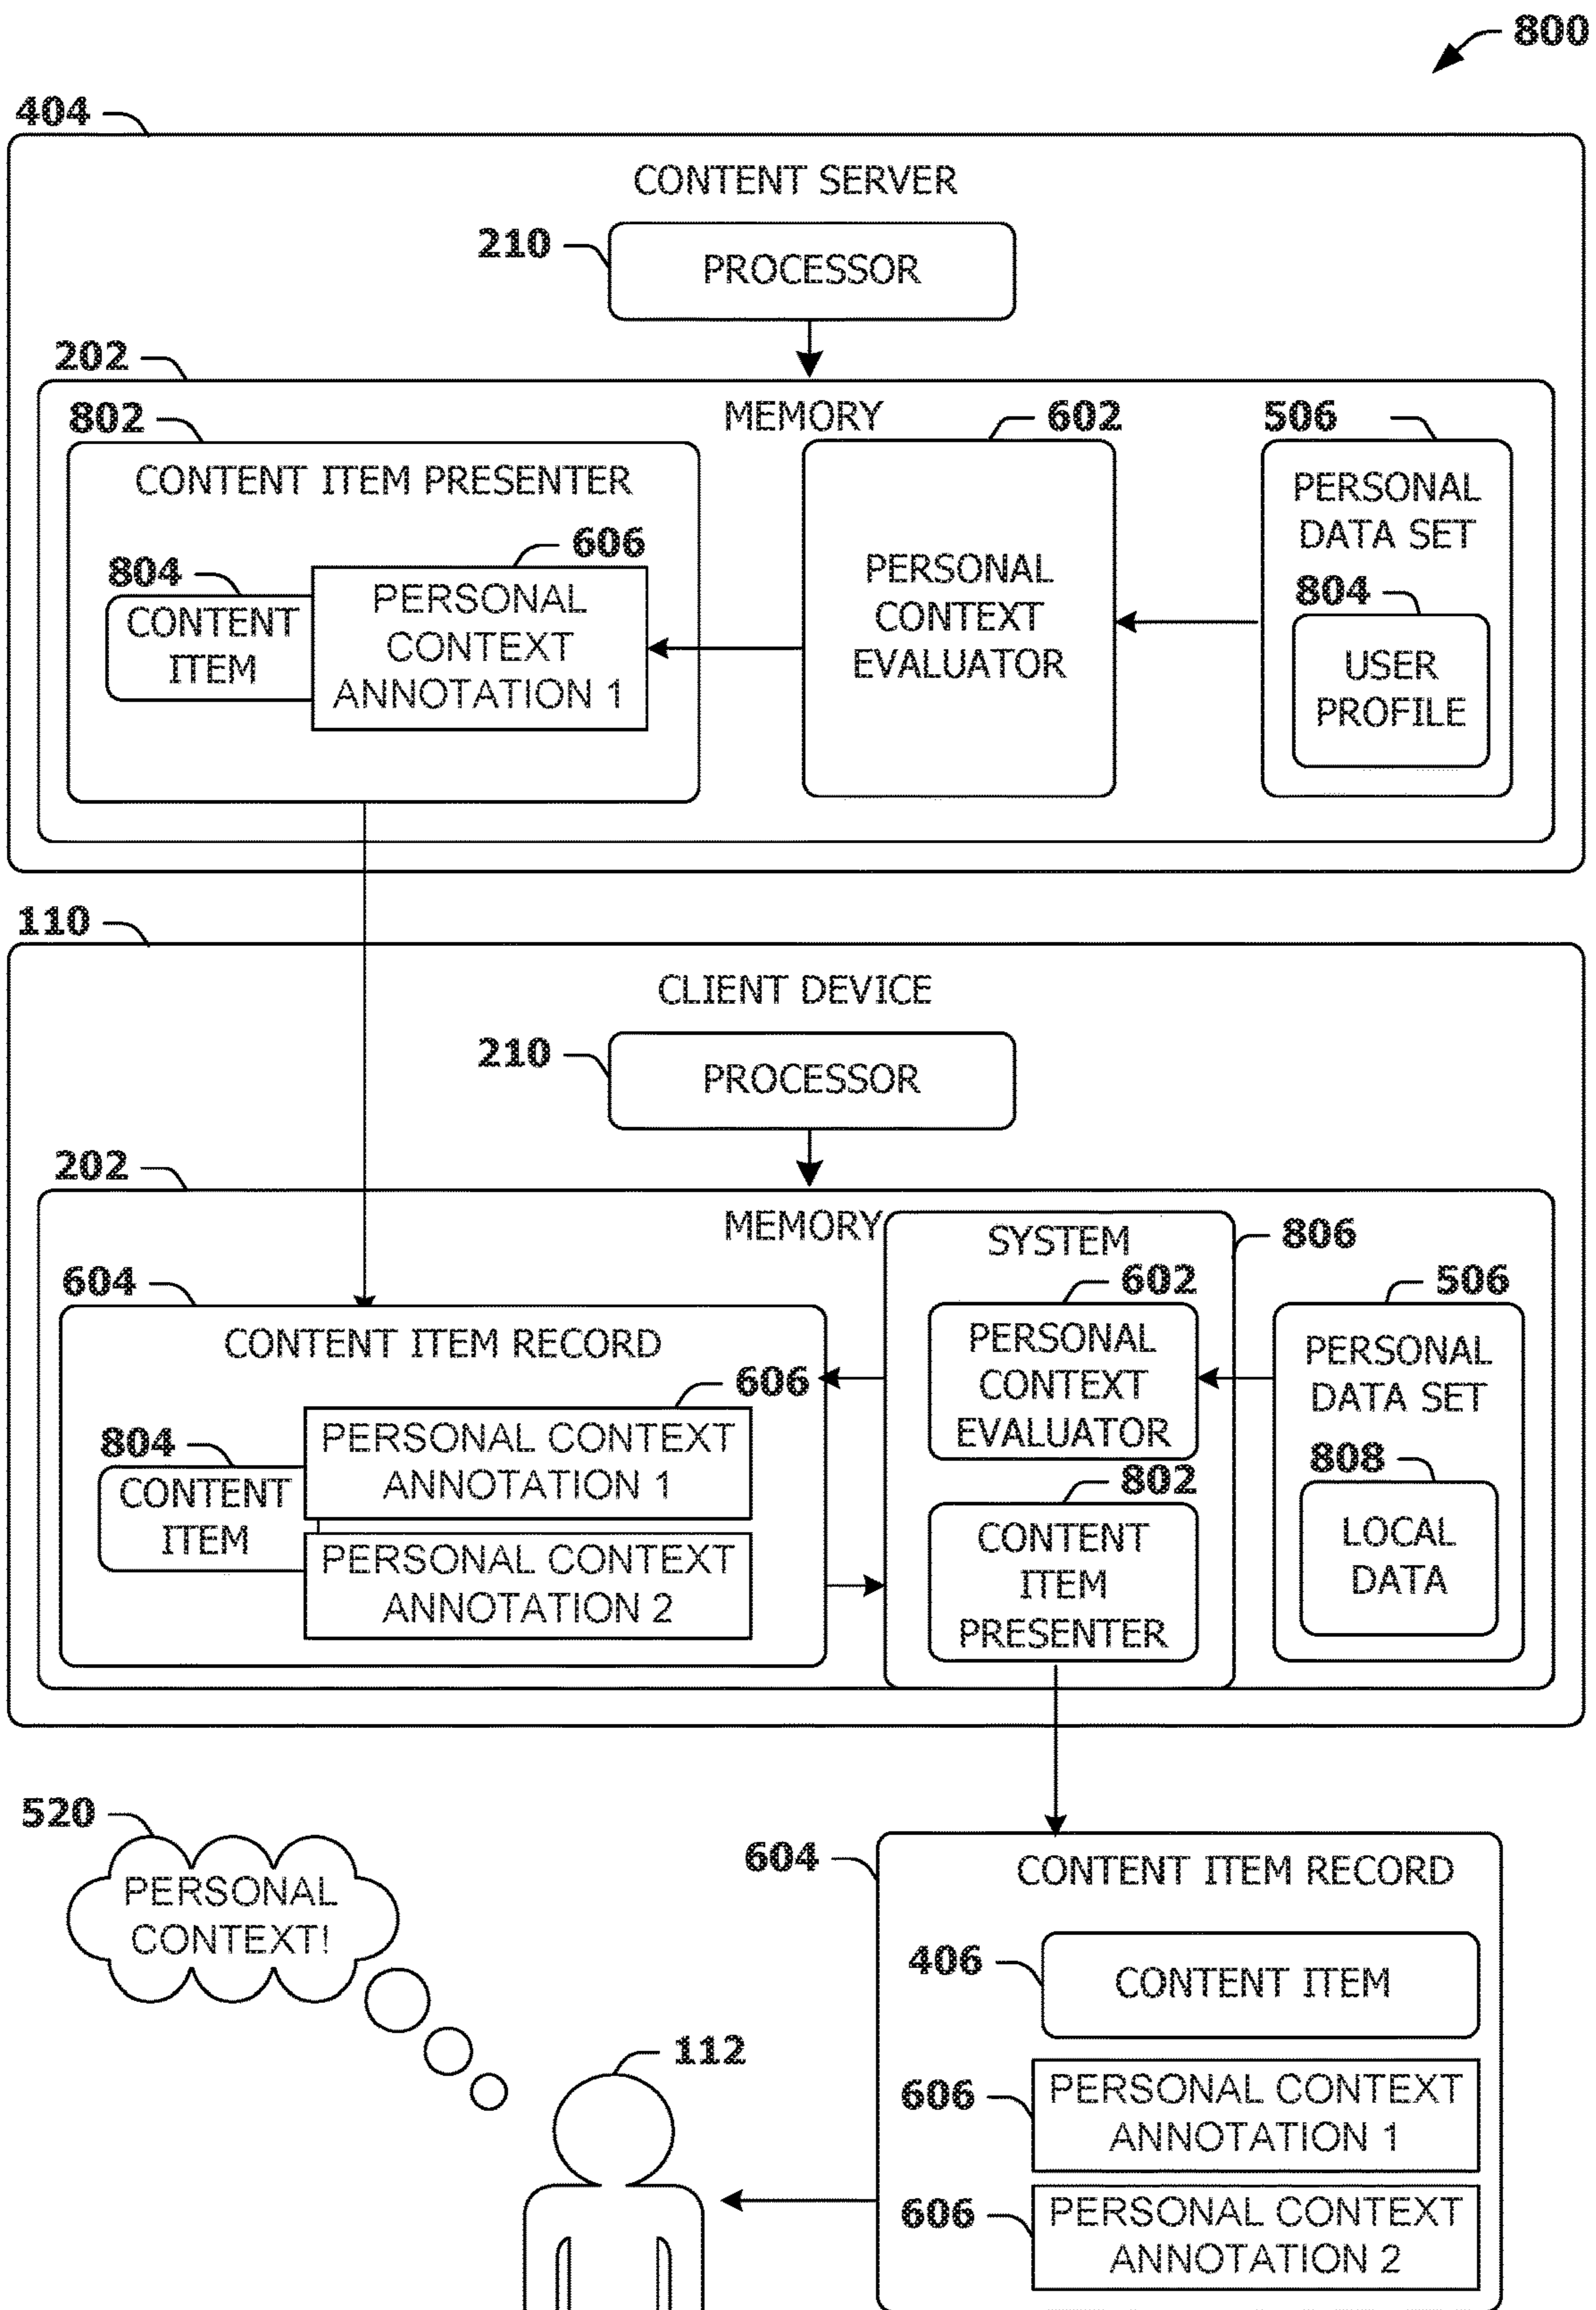 800
404
CONTENT SERVER
210
PROCESSOR
202
MEMORY
802
CONTENT ITEM PRESENTER
606
804
CONTENT
ITEM
PERSONAL
CONTEXT
ANNOTATION 1
602
PERSONAL
CONTEXT
EVALUATOR
506
PERSONAL
DATA SET
804
USER
PROFILE
110
CLIENT DEVICE
210
PROCESSOR
202
MEMORY
604
CONTENT ITEM RECORD
606
804
CONTENT
ITEM
PERSONAL CONTEXT
ANNOTATION 1
PERSONAL CONTEXT
ANNOTATION 2
SYSTEM
806
602
PERSONAL
CONTEXT
EVALUATOR
802
CONTENT
ITEM
PRESENTER
506
PERSONAL
DATA SET
808
LOCAL
DATA
520
PERSONAL
CONTEXT!
112
604
CONTENT ITEM RECORD
406
CONTENT ITEM
606
PERSONAL CONTEXT
ANNOTATION 1
606
PERSONAL CONTEXT
ANNOTATION 2